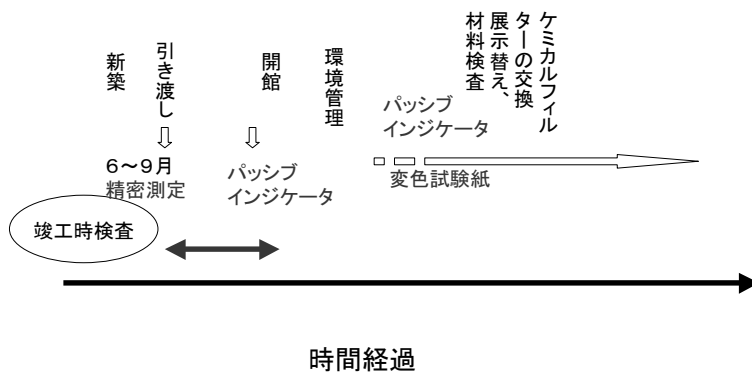 新築
引き渡し
開館
環境管理
ケミカルフィル
ターの交換
展示替え、
材料検査
6～9月
精密測定
パッシブ
インジケータ
パッシブ
インジケータ
変色試験紙
竣工時検査
時間経過